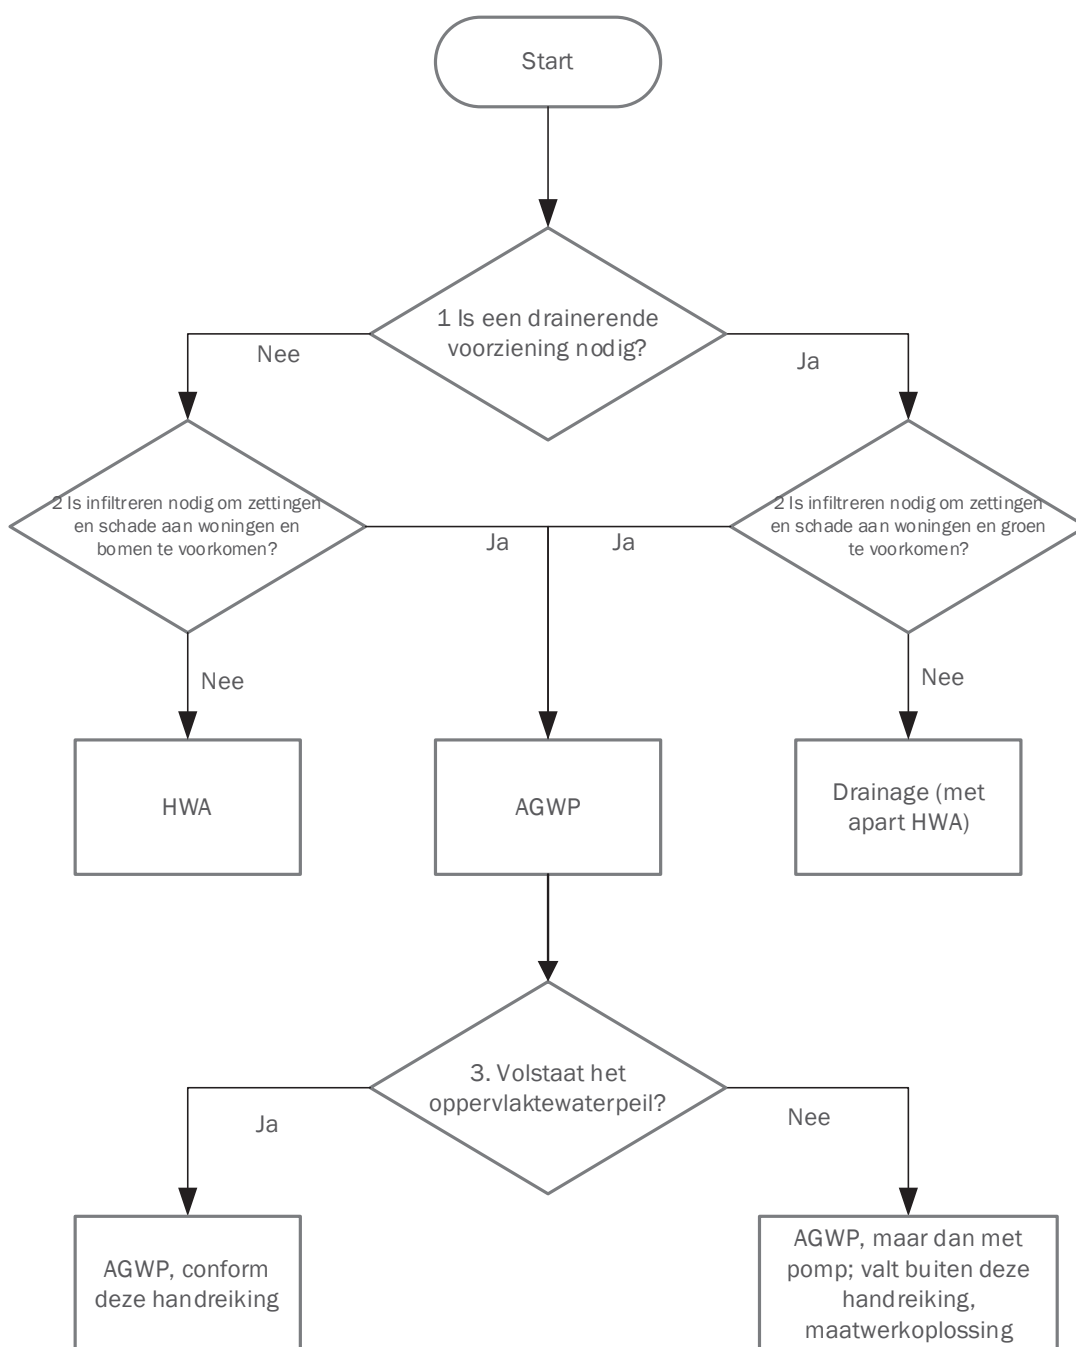 Start
1 Is een drainerende
voorziening nodig?
Nee
Ja
2 Is infiltreren nodig om zettingen
en schade aan woningen en
bomen te voorkomen?
Ja
Ja
2 Is infiltreren nodig om zettingen
en schade aan woningen en groen
te voorkomen?
Nee
Nee
HWA
AGWP
Drainage (met
apart HWA)
3. Volstaat het
oppervlaktewaterpeil?
Ja
Nee
AGWP, conform
deze handreiking
AGWP, maar dan met
pomp; valt buiten deze
handreiking,
maatwerkoplossing